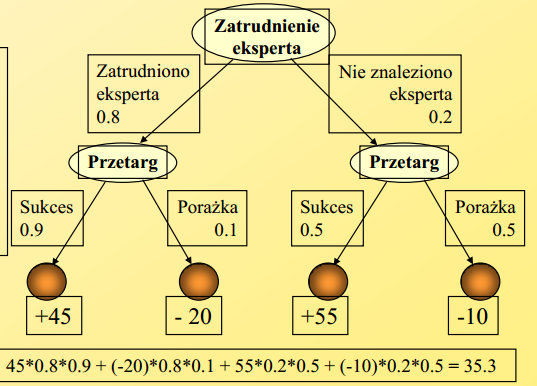 Zatrudnienie
eksperta
Zatrudniono
eksperta
0.8
Nie znaleziono
eksperta
0.2
Przetarg
Przetarg
Sukces
0.9
Porażka
0.1
Sukces
0.5
Porażka
0.5
+45
- 20
+55
-10
45*0.8*0.9 + (-20)*0.8*0.1 + 55*0.2*0.5 + (-10)*0.2*0.5 = 35.3